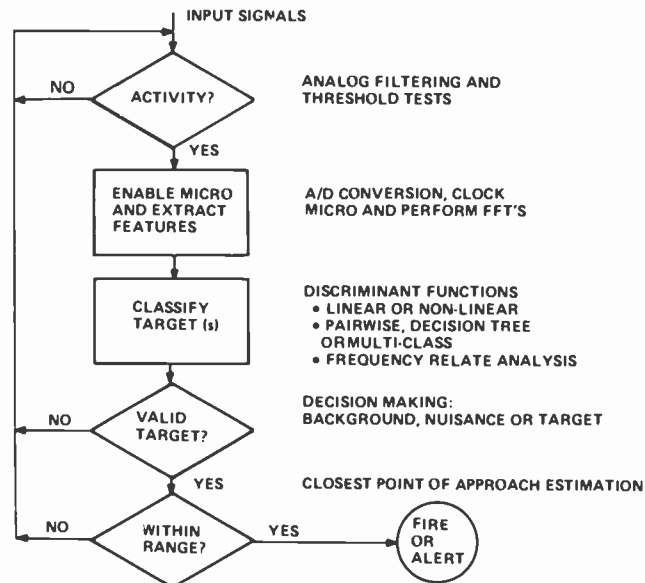 INPUT SIGNALS
NO
ACTIVITY?
ANALOG FILTERING AND
THRESHOLD TESTS
YES
ENABLE MICRO
AND EXTRACT
FEATURES
A/D CONVERSION, CLOCK
MICRO AND PERFORM FFT'S
CLASSIFY
TARGET (s)
DISCRIMINANT FUNCTIONS
• LINEAR OR NON-LINEAR
• PAIRWISE, DECISION TREE
OR MULTI-CLASS
• FREQUENCY RELATE ANALYSIS
NO
VALID
TARGET?
DECISION MAKING:
BACKGROUND, NUISANCE OR TARGET
YES
CLOSEST POINT OF APPROACH ESTIMATION
NO
WITHIN
RANGE?
YES
FIRE
OR
ALERT